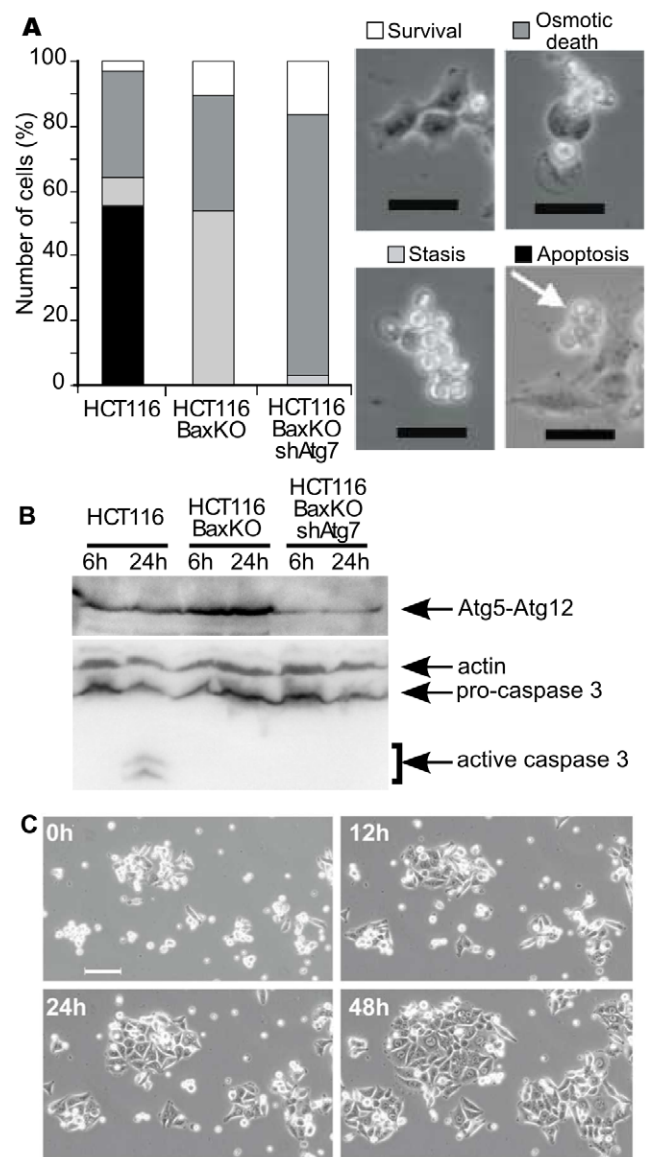 A
Survival
Osmotic
death
Number of cells (%)
100
80
60
40
20
0
HCT116
HCT116
BaxKO
HCT116
BaxKO
shAtg7
Stasis
Apoptosis
B
HCT116
HCT116
BaxKO
HCT116
BaxKO
shAtg7
6h 24h 6h 24h 6h 24h
Atg5-Atg12
actin
pro-caspase 3
active caspase 3
C
0h
12h
24h
48h